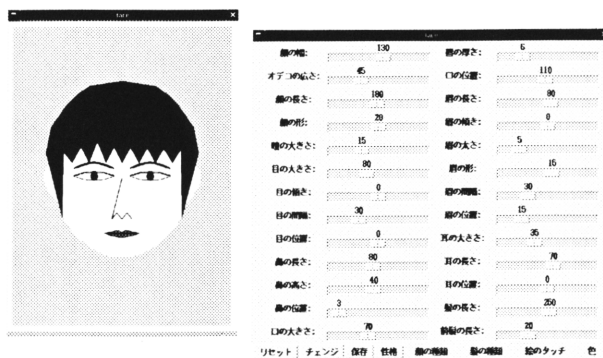 face
face
顔の幅: 130
オデコの広さ: 65
顔の長さ: 180
顔の形: 20
瞳の大きさ: 15
目の大きさ: 80
目の傾き: 0
目の間隔: 30
目の位置: 0
鼻の長さ: 80
鼻の高さ: 40
鼻の位置: 3
口の大きさ: 70
唇の厚さ: 6
口の位置: 110
眉の長さ: 80
眉の傾き: 0
眉の太さ: 5
眉の形: 15
眉の間隔: 30
眉の位置: 15
耳の大きさ: 35
耳の長さ: 70
耳の位置: 0
髪の長さ: 250
前髪の長さ: 20
リセット チェンジ 保存 性格 顔の種類 髪の種類 絵のタッチ 色